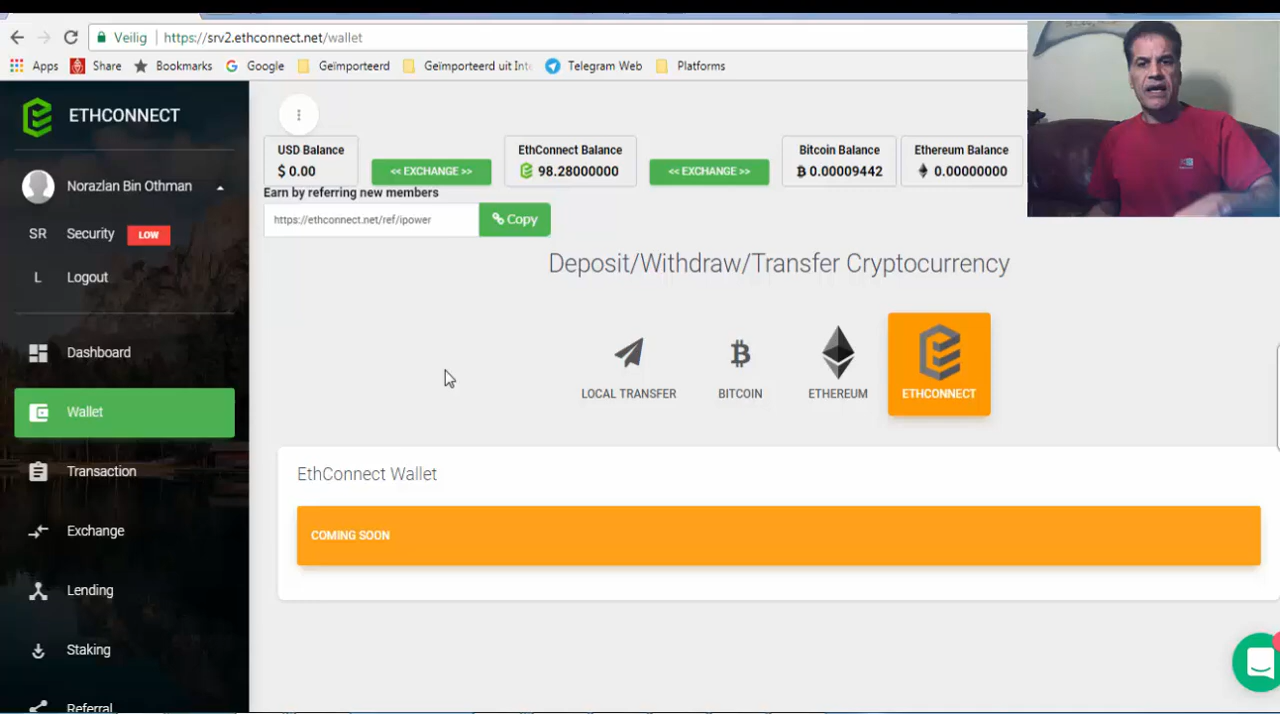 Veilig
https://srv2.ethconnect.net/wallet
Apps Share Bookmarks Google Geïmporteerd Geïmporteerd uit Int Telegram Web Platforms
ETHCONNECT
Norazlan Bin Othman
SR Security LOW
L Logout
Dashboard
Wallet
Transaction
Exchange
Lending
Staking
Referral
USD Balance
$ 0.00
<< EXCHANGE >>
EthConnect Balance
98.28000000
<< EXCHANGE >>
Bitcoin Balance
0.00009442
Ethereum Balance
0.00000000
Earn by referring new members
https://ethconnect.net/ref/ipower
Copy
Deposit/Withdraw/Transfer Cryptocurrency
LOCAL TRANSFER
BITCOIN
ETHEREUM
ETHCONNECT
EthConnect Wallet
COMING SOON